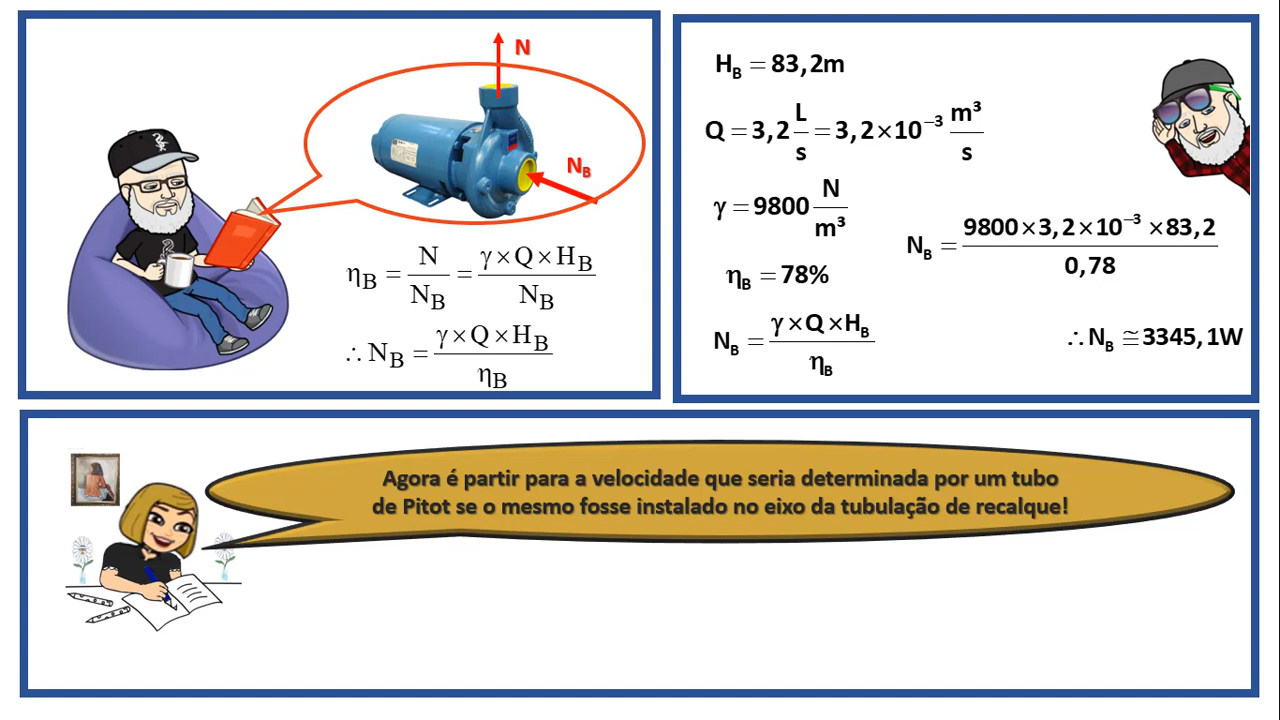 N
N_B
η_B = N/N_B = γ×Q×H_B/N_B
∴ N_B = γ×Q×H_B/η_B
H_B = 83,2m
Q = 3,2 L/s = 3,2×10⁻³ m³/s
γ = 9800 N/m³
η_B = 78%
N_B = γ×Q×H_B/η_B
N_B = 9800×3,2×10⁻³×83,2/0,78
∴ N_B ≅ 3345,1W
Agora é partir para a velocidade que seria determinada por um tubo
de Pitot se o mesmo fosse instalado no eixo da tubulação de recalque!